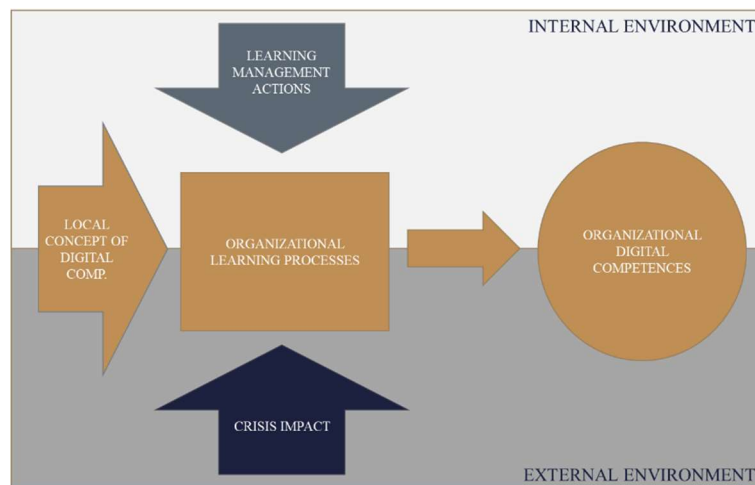 INTERNAL ENVIRONMENT
LEARNING
MANAGEMENT
ACTIONS
LOCAL
CONCEPT OF
DIGITAL
COMP.
ORGANIZATIONAL
LEARNING PROCESSES
ORGANIZATIONAL
DIGITAL
COMPETENCES
CRISIS IMPACT
EXTERNAL ENVIRONMENT